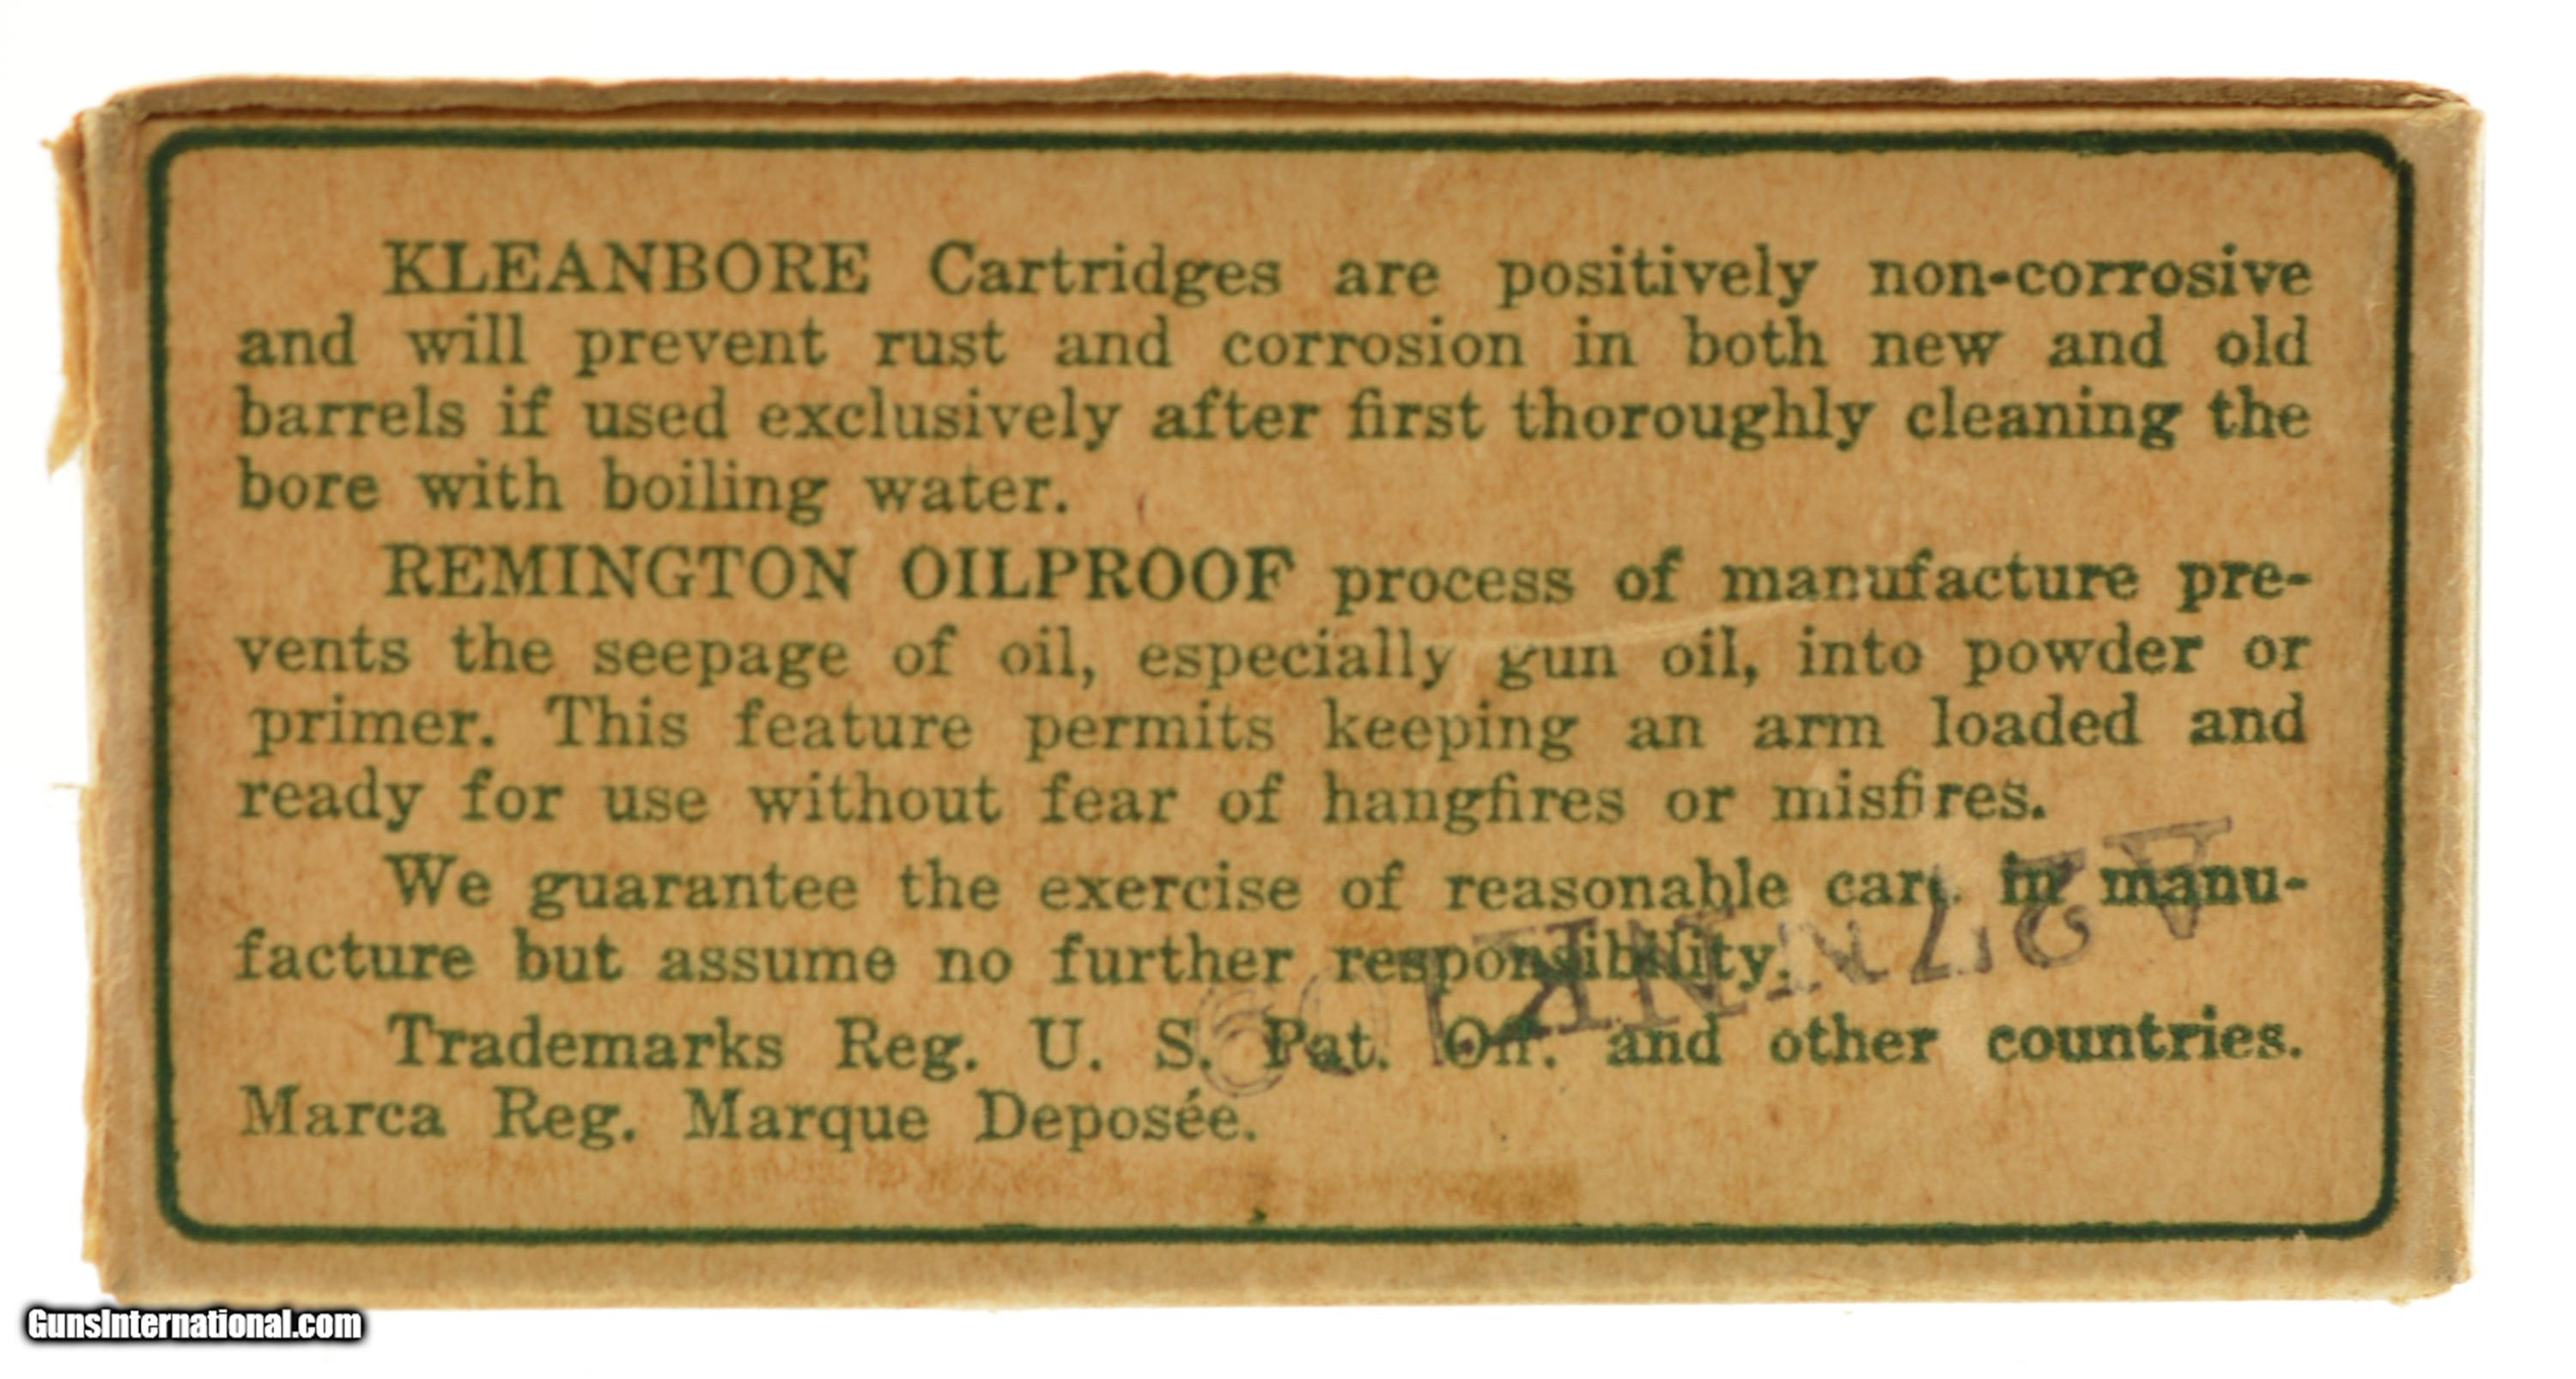 KLEANBORE Cartridges are positively non-corrosive
and will prevent rust and corrosion in both new and old
barrels if used exclusively after first thoroughly cleaning the
bore with boiling water.
REMINGTON OILPROOF process of manufacture pre-
vents the seepage of oil, especially gun oil, into powder or
primer. This feature permits keeping an arm loaded and
ready for use without fear of hangfires or misfires.
We guarantee the exercise of reasonable care in manu-
facture but assume no further responsibility.
Trademarks Reg. U. S. Pat. Off. and other countries.
Marca Reg. Marque Deposée.
GunsInternational.com